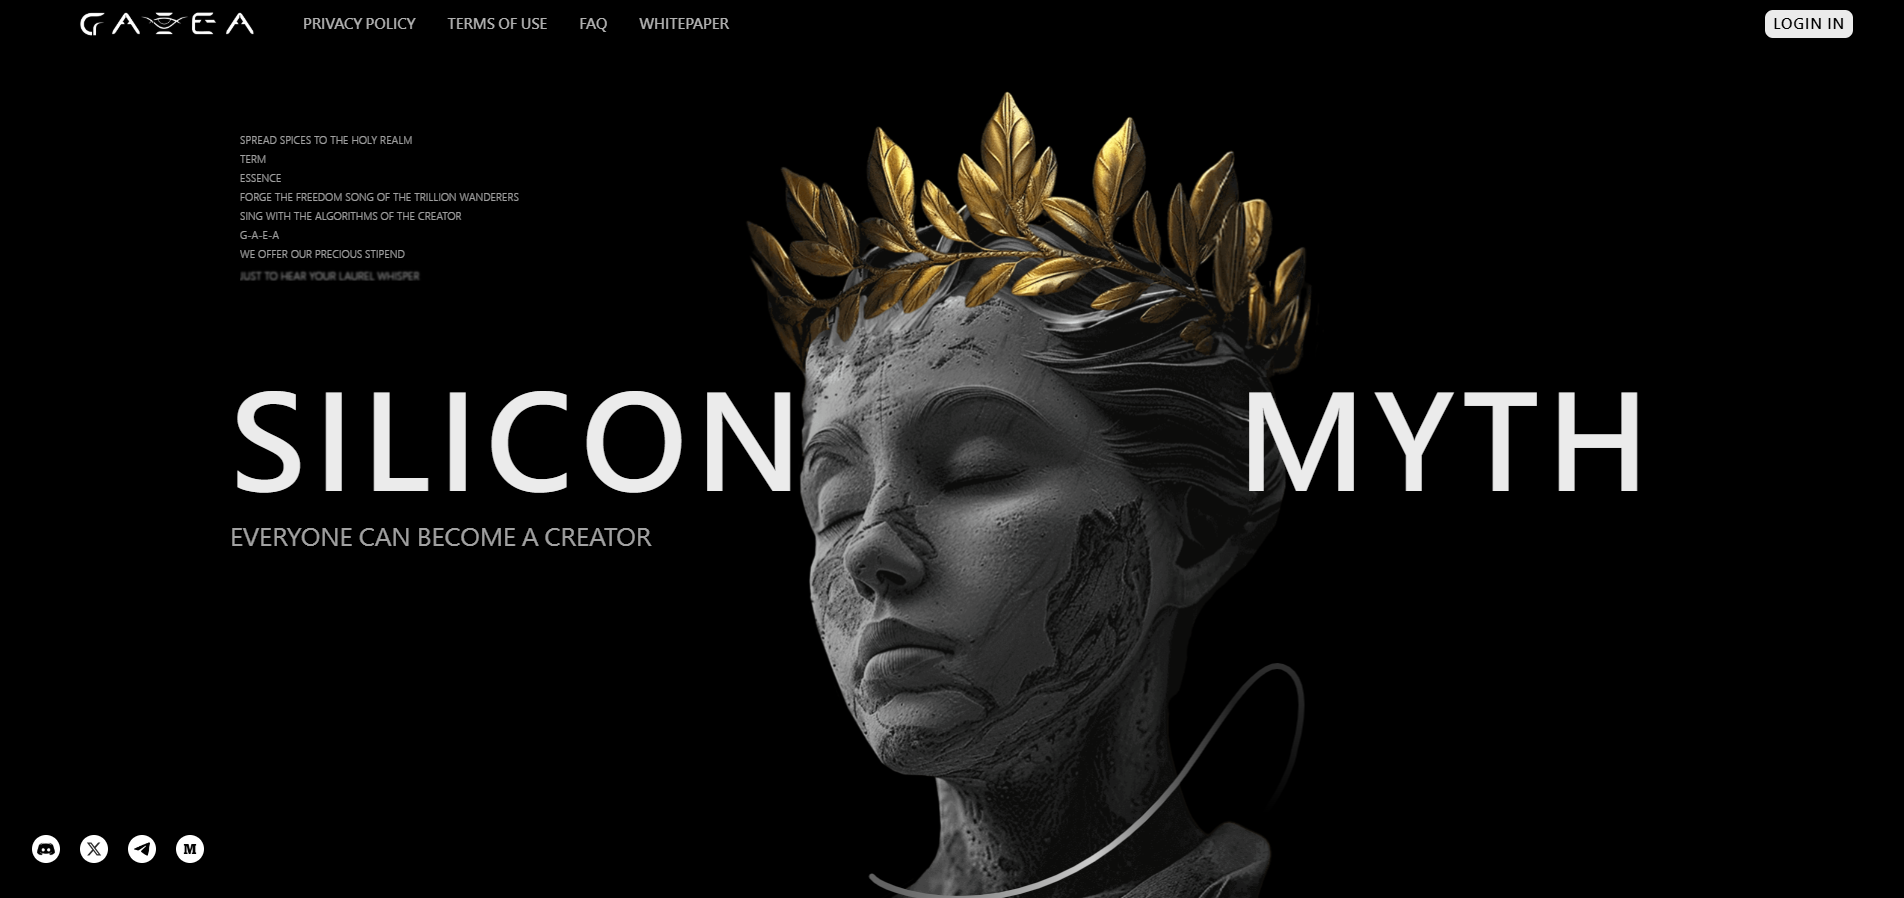 GAEA
PRIVACY POLICY
TERMS OF USE
FAQ
WHITEPAPER
LOGIN IN
SPREAD SPICES TO THE HOLY REALM
TERM
ESSENCE
FORGE THE FREEDOM SONG OF THE TRILLION WANDERERS
SING WITH THE ALGORITHMS OF THE CREATOR
G-A-E-A
WE OFFER OUR PRECIOUS STIPEND
JUST TO HEAR YOUR LAUREL WHISPER
SILICON MYTH
EVERYONE CAN BECOME A CREATOR
M